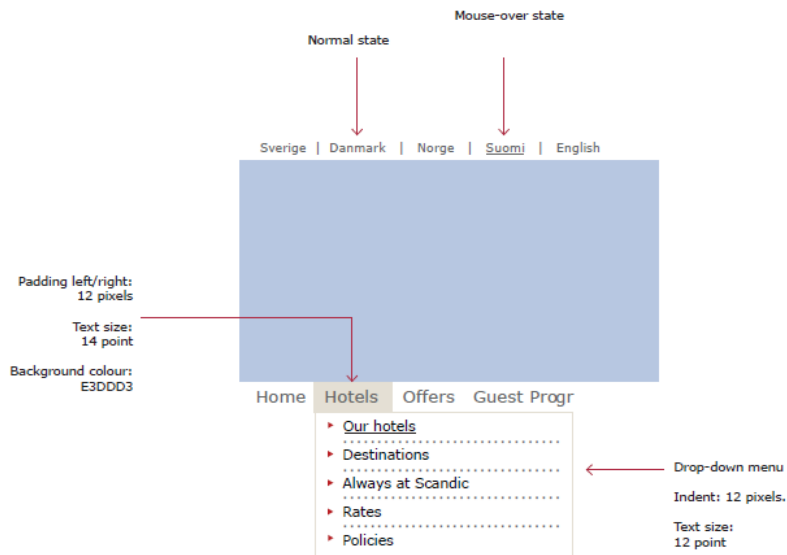 Mouse-over state
Normal state
Sverige | Danmark | Norge | Suomi | English
Padding left/right:
12 pixels
Text size:
14 point
Background colour:
E3DDD3
Home Hotels Offers Guest Progr
Our hotels
Destinations
Always at Scandic
Rates
Policies
Drop-down menu
Indent: 12 pixels.
Text size:
12 point